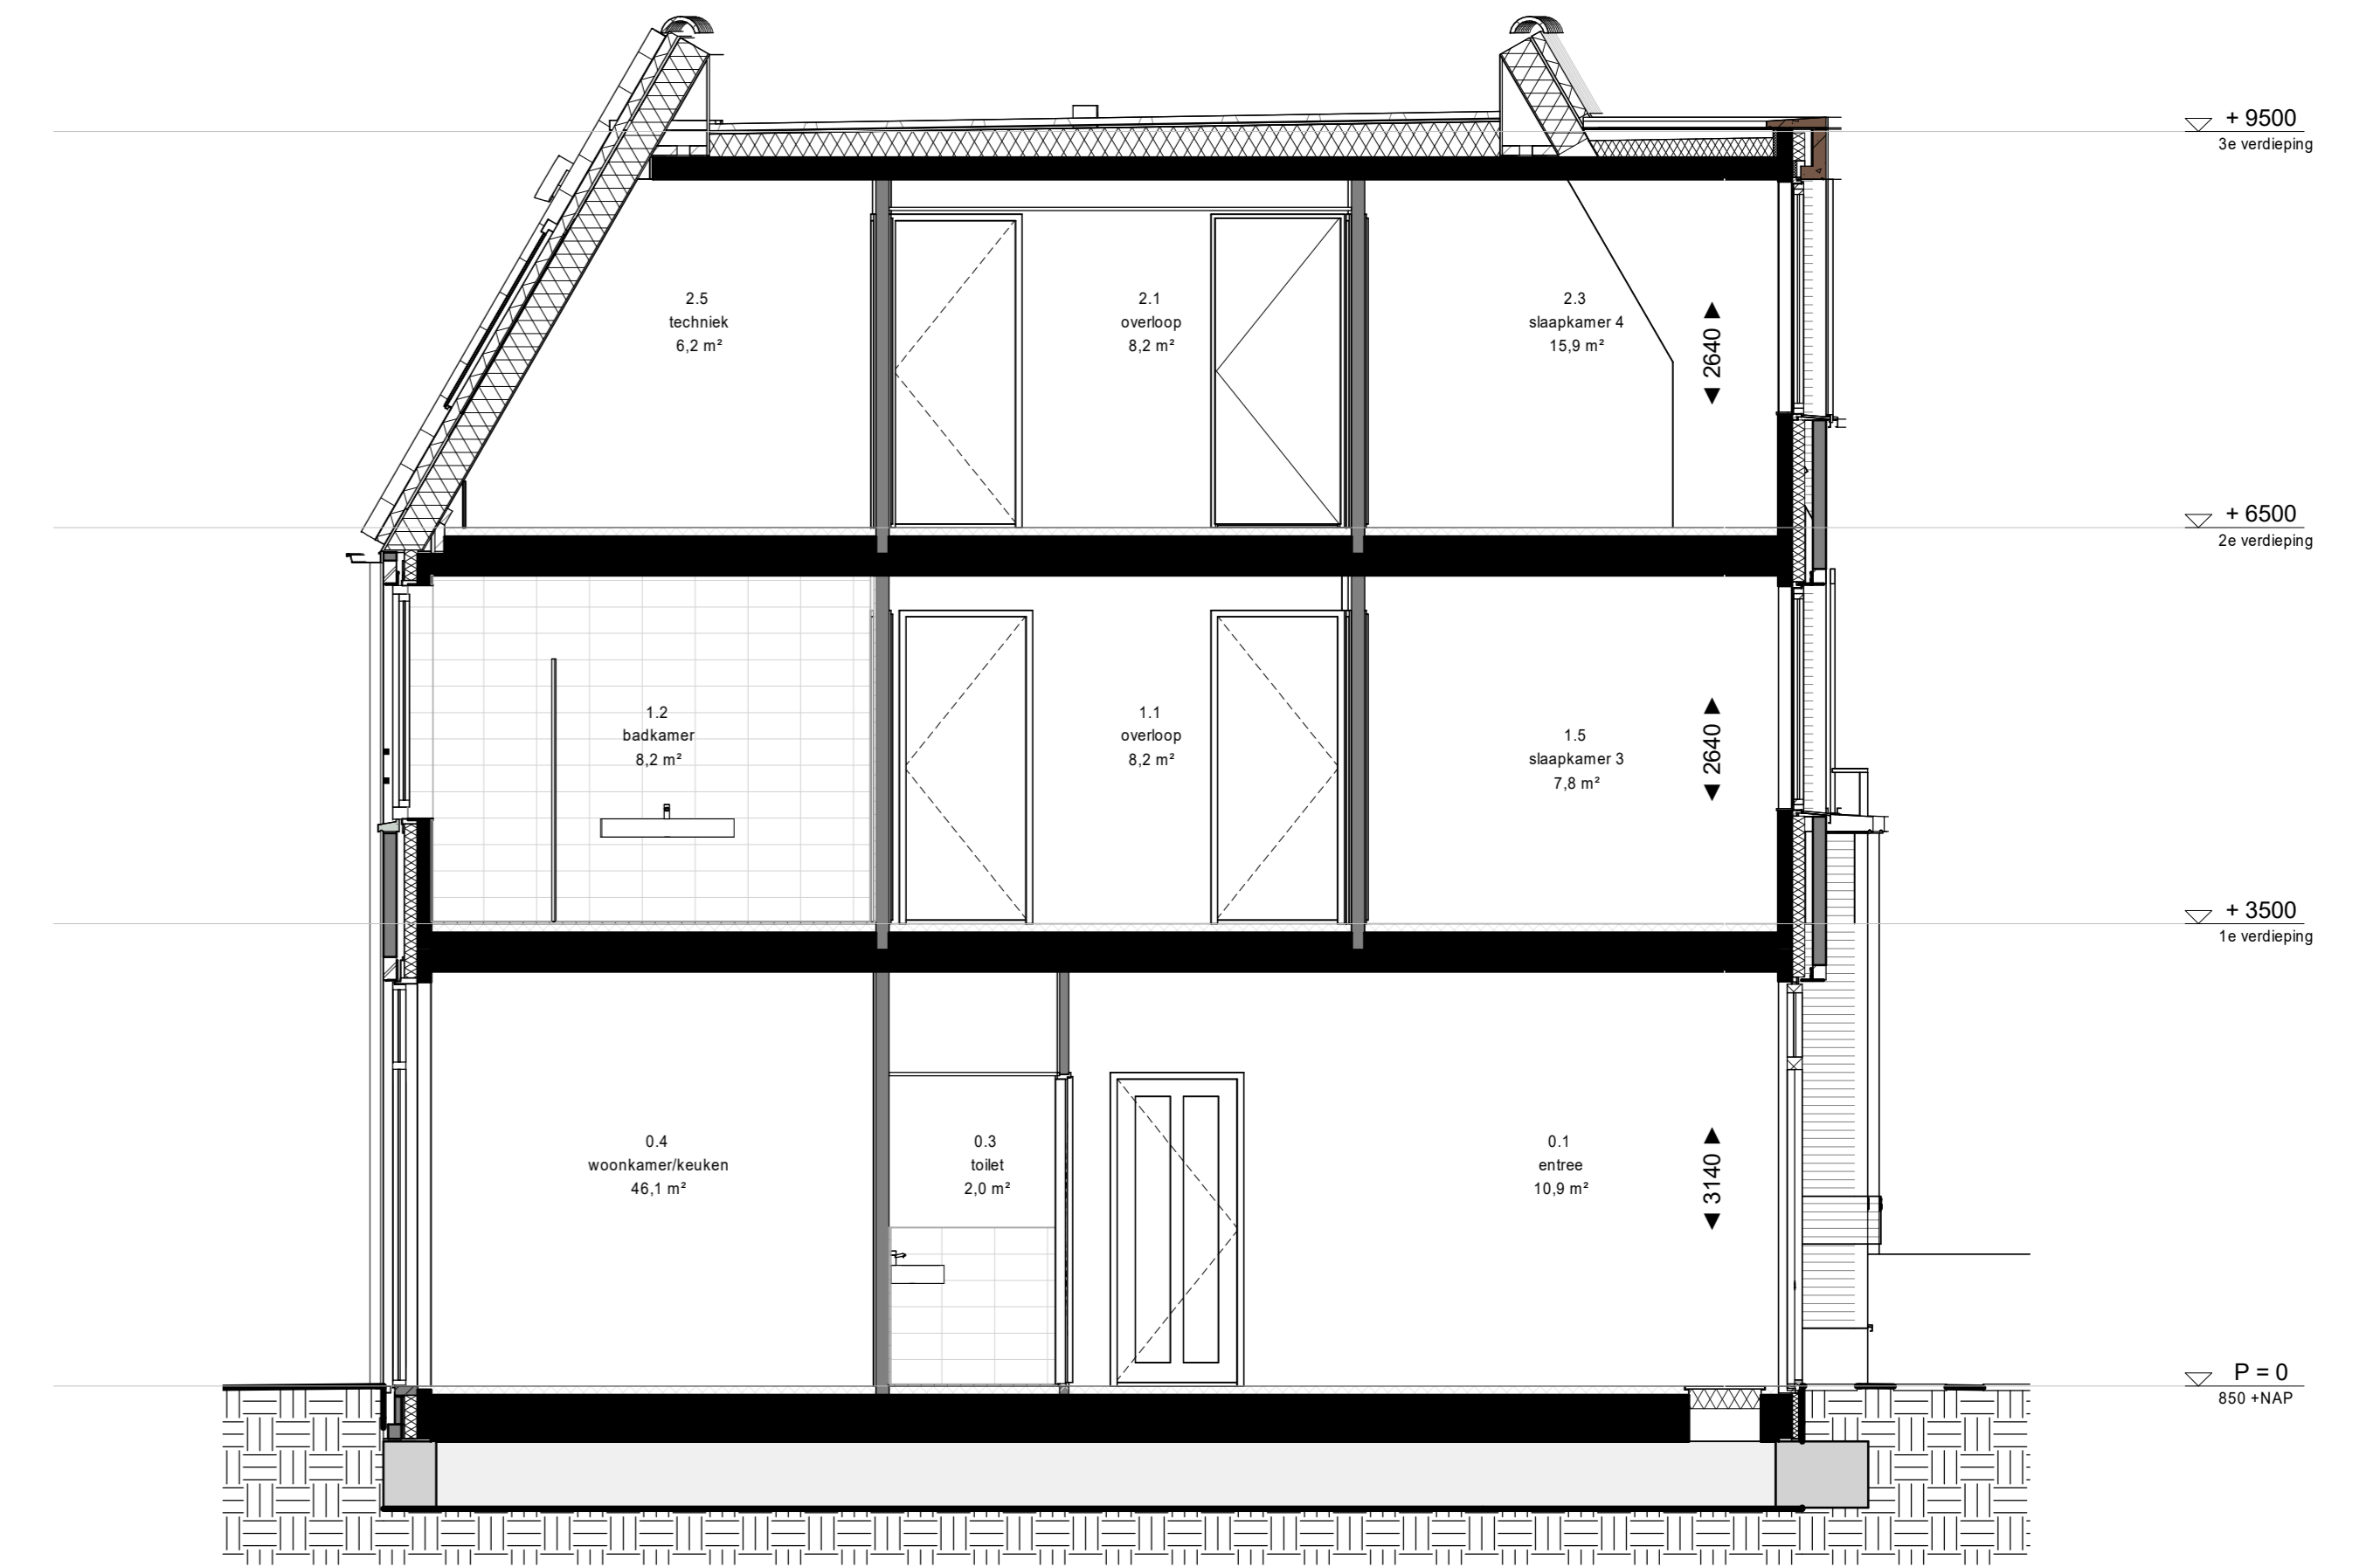 + 9500
3e verdieping
2.5
techniek
6,2 m²
2.1
overloop
8,2 m²
2.3
slaapkamer 4
15,9 m²
2640
+ 6500
2e verdieping
1.2
badkamer
8,2 m²
1.1
overloop
8,2 m²
1.5
slaapkamer 3
7,8 m²
2640
+ 3500
1e verdieping
0.4
woonkamer/keuken
46,1 m²
0.3
toilet
2,0 m²
0.1
entree
10,9 m²
3140
P = 0
850 +NAP